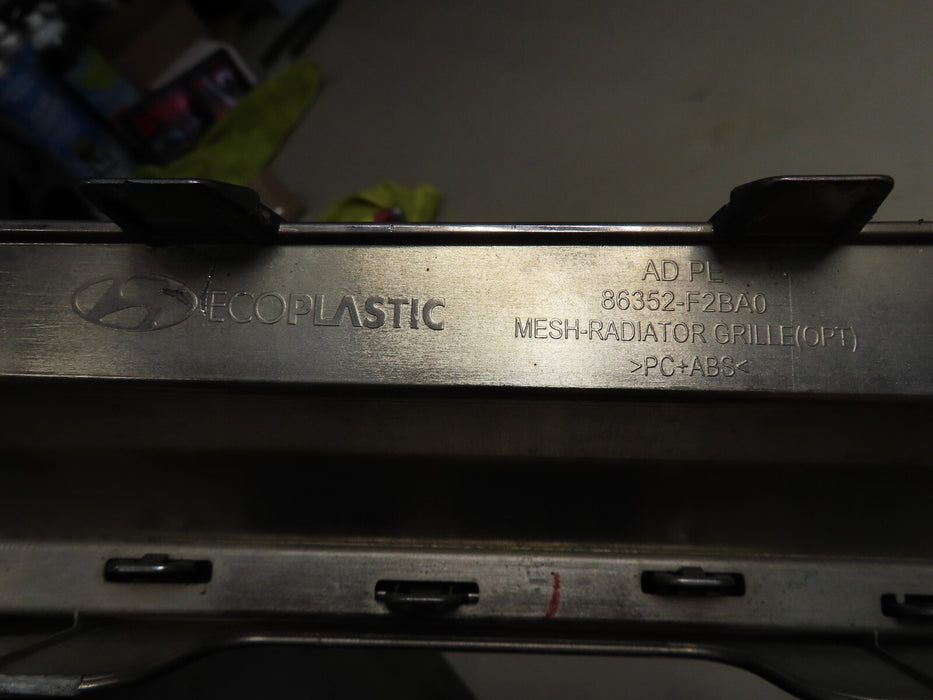 ECOPLASTIC
AD PE
86352-F2BA0
MESH-RADIATOR GRILLE(OPT)
>PC+ABS<